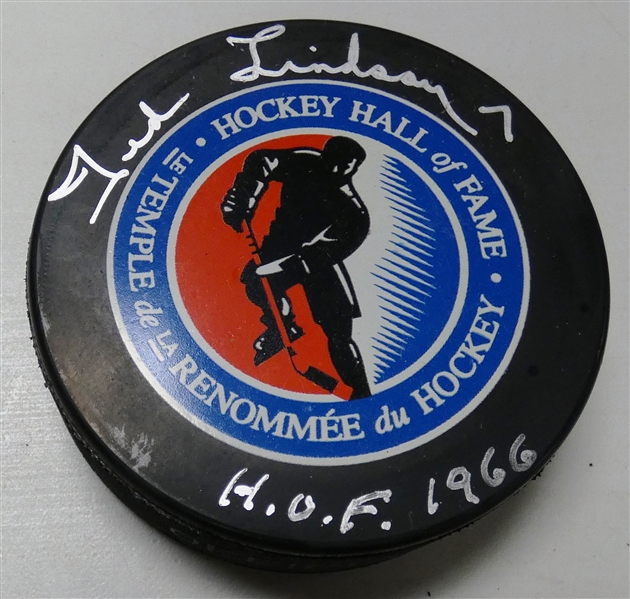 Ted Lindsay 7
HOCKEY HALL of FAME •
LE TEMPLE de LA RENOMMÉE du HOCKEY •
H.O.F. 1966